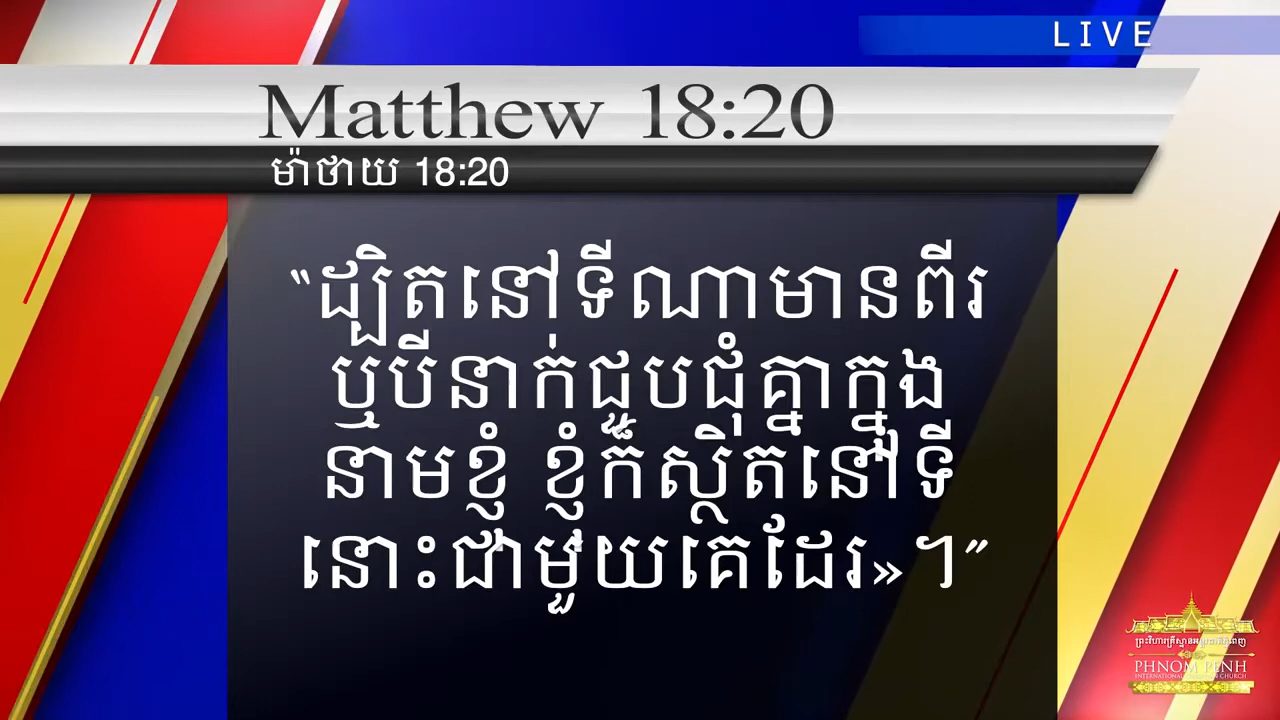 LIVE
Matthew 18:20
ម៉ាថាយ 18:20
“ដ្បិតនៅទីណាមានពីរ
ឬបីនាក់ជួបជុំគ្នាក្នុង
នាមខ្ញុំ ខ្ញុំក៏ស្ថិតនៅទី
នោះជាមួយគេដែរ»។”
PHNOM PENH
INTERNATIONAL CHURCH